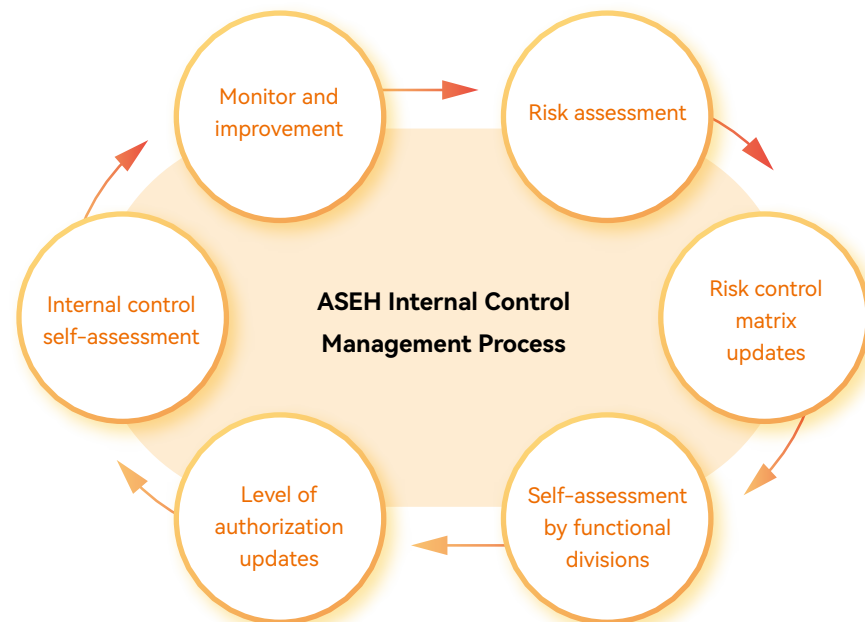 Monitor and
improvement
Risk assessment
Internal control
self-assessment
ASEH Internal Control
Management Process
Risk control
matrix
updates
Level of
authorization
updates
Self-assessment
by functional
divisions